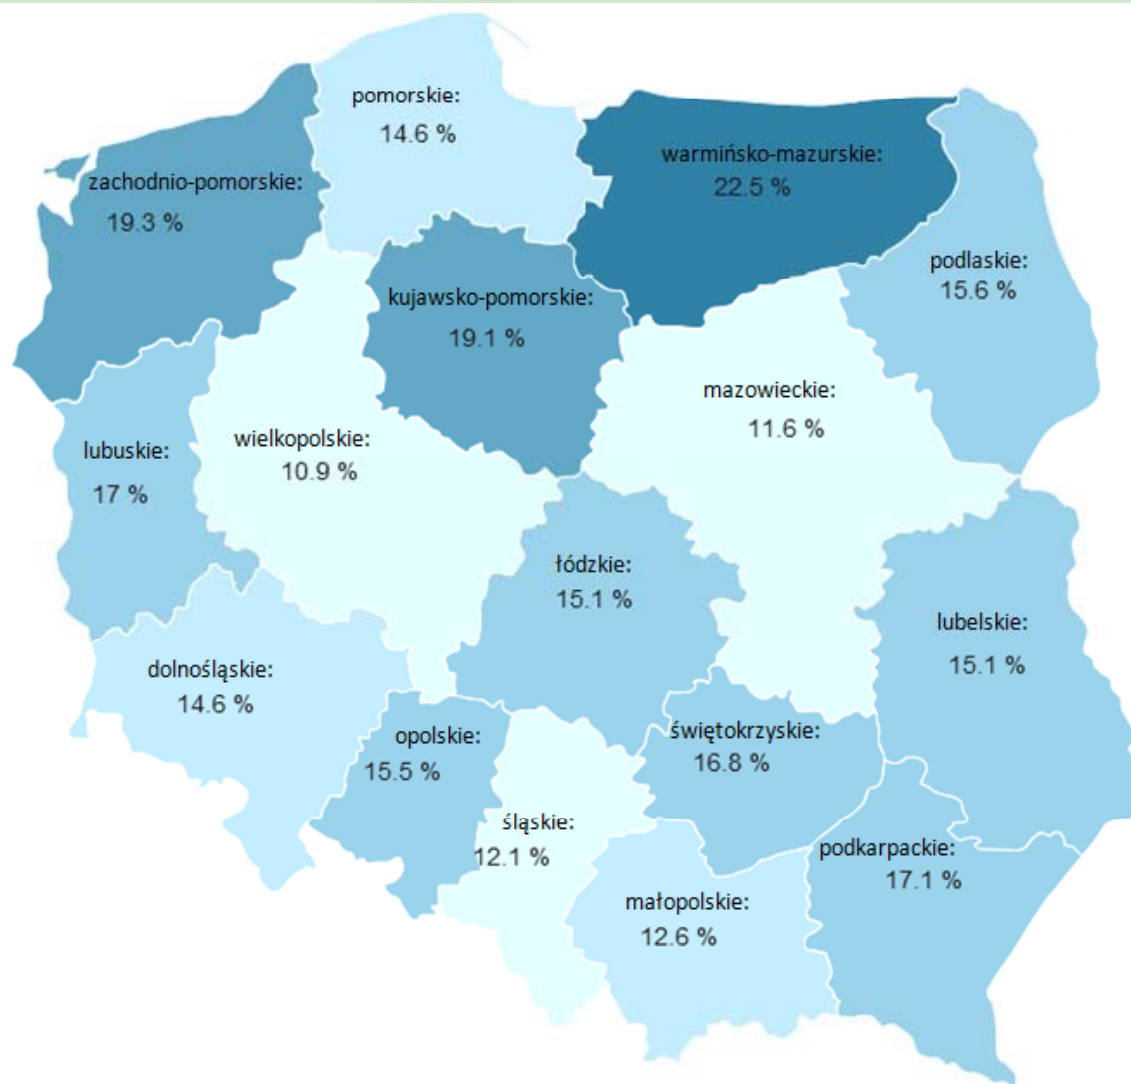 pomorskie:
14.6 %
warmińsko-mazurskie:
22.5 %
zachodnio-pomorskie:
19.3 %
podlaskie:
15.6 %
kujawsko-pomorskie:
19.1 %
mazowieckie:
11.6 %
wielkopolskie:
10.9 %
lubuskie:
17 %
łódzkie:
15.1 %
lubelskie:
15.1 %
dolnośląskie:
14.6 %
opolskie:
15.5 %
świętokrzyskie:
16.8 %
śląskie:
12.1 %
podkarpackie:
17.1 %
małopolskie:
12.6 %